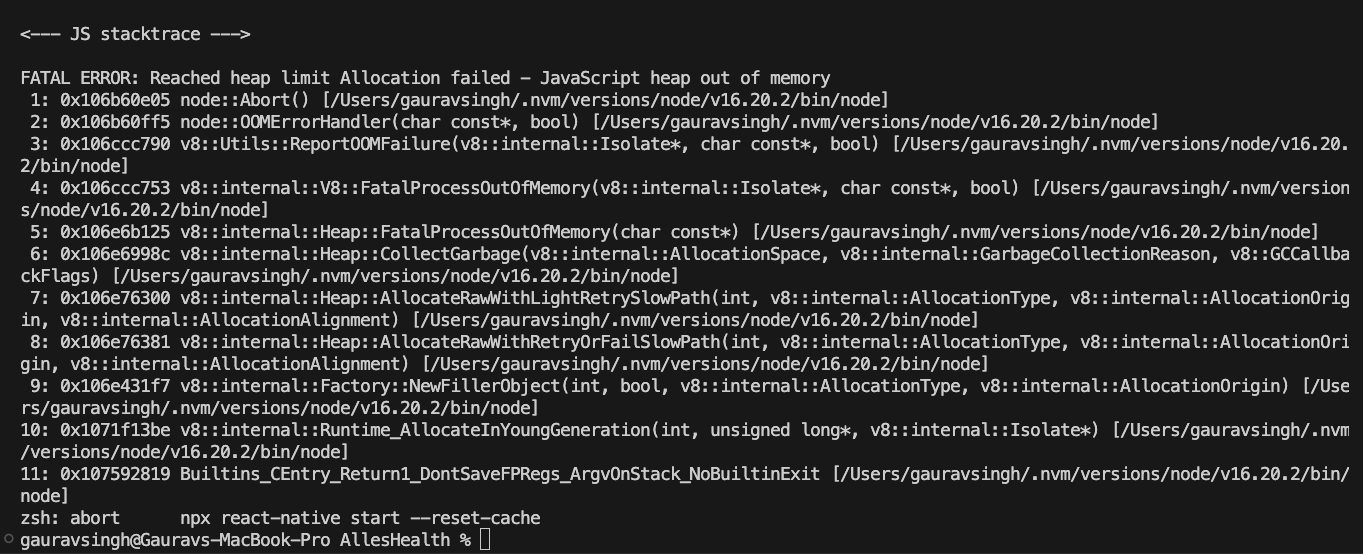 <--- JS stacktrace --->
FATAL ERROR: Reached heap limit Allocation failed - JavaScript heap out of memory
 1: 0x106b60e05 node::Abort() [/Users/gauravsingh/.nvm/versions/node/v16.20.2/bin/node]
 2: 0x106b60ff5 node::OOMErrorHandler(char const*, bool) [/Users/gauravsingh/.nvm/versions/node/v16.20.2/bin/node]
 3: 0x106ccc790 v8::Utils::ReportOOMFailure(v8::internal::Isolate*, char const*, bool) [/Users/gauravsingh/.nvm/versions/node/v16.20.
2/bin/node]
 4: 0x106ccc753 v8::internal::V8::FatalProcessOutOfMemory(v8::internal::Isolate*, char const*, bool) [/Users/gauravsingh/.nvm/version
s/node/v16.20.2/bin/node]
 5: 0x106e6b125 v8::internal::Heap::FatalProcessOutOfMemory(char const*) [/Users/gauravsingh/.nvm/versions/node/v16.20.2/bin/node]
 6: 0x106e6998c v8::internal::Heap::CollectGarbage(v8::internal::AllocationSpace, v8::internal::GarbageCollectionReason, v8::GCCallba
ckFlags) [/Users/gauravsingh/.nvm/versions/node/v16.20.2/bin/node]
 7: 0x106e76300 v8::internal::Heap::AllocateRawWithLightRetrySlowPath(int, v8::internal::AllocationType, v8::internal::AllocationOrig
in, v8::internal::AllocationAlignment) [/Users/gauravsingh/.nvm/versions/node/v16.20.2/bin/node]
 8: 0x106e76381 v8::internal::Heap::AllocateRawWithRetryOrFailSlowPath(int, v8::internal::AllocationType, v8::internal::AllocationOri
gin, v8::internal::AllocationAlignment) [/Users/gauravsingh/.nvm/versions/node/v16.20.2/bin/node]
 9: 0x106e431f7 v8::internal::Factory::NewFillerObject(int, bool, v8::internal::AllocationType, v8::internal::AllocationOrigin) [/Use
rs/gauravsingh/.nvm/versions/node/v16.20.2/bin/node]
10: 0x1071f13be v8::internal::Runtime_AllocateInYoungGeneration(int, unsigned long*, v8::internal::Isolate*) [/Users/gauravsingh/.nvm
/versions/node/v16.20.2/bin/node]
11: 0x107592819 Builtins_CEntry_Return1_DontSaveFPRegs_ArgvOnStack_NoBuiltinExit [/Users/gauravsingh/.nvm/versions/node/v16.20.2/bin/
node]
zsh: abort      npx react-native start --reset-cache
gauravsingh@Gauravs-MacBook-Pro AllesHealth %